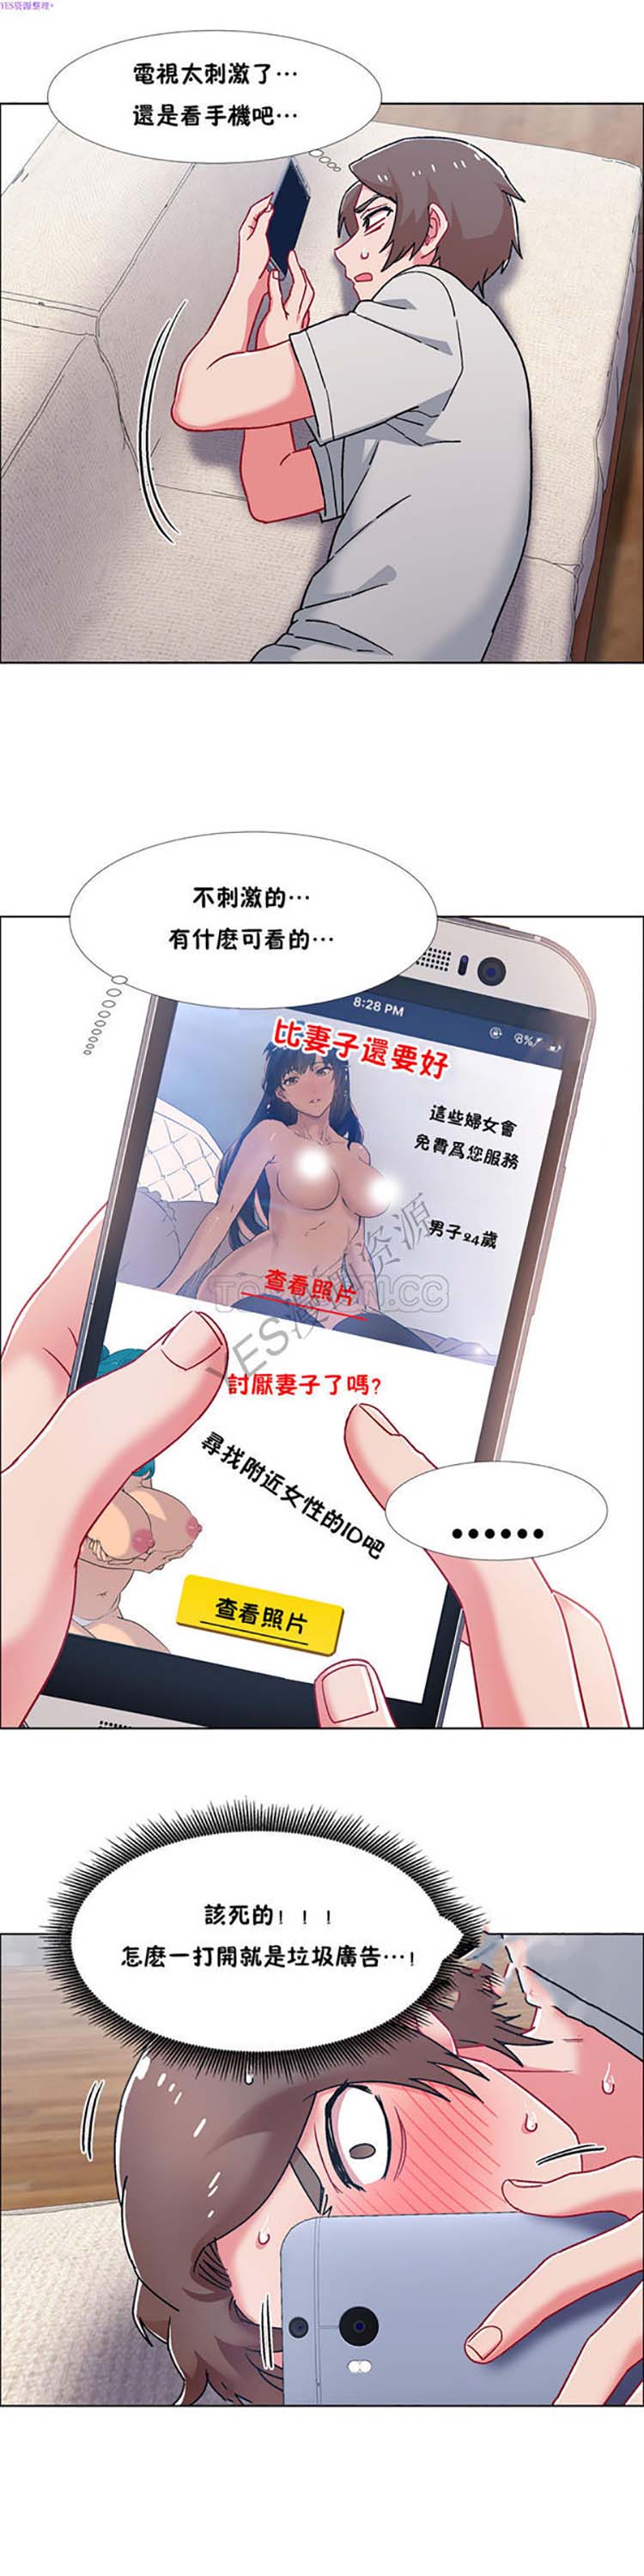 YES资源整理+
電視太刺激了⋯
還是看手機吧⋯
不刺激的⋯
有什麽可看的⋯
8:28 PM
比妻子還要好
這些婦女會
免費爲您服務
男子24歲
查看照片
討厭妻子了嗎?
尋找附近女性的ID吧
查看照片
⋯⋯
該死的！！！
怎麽一打開就是垃圾廣告⋯！